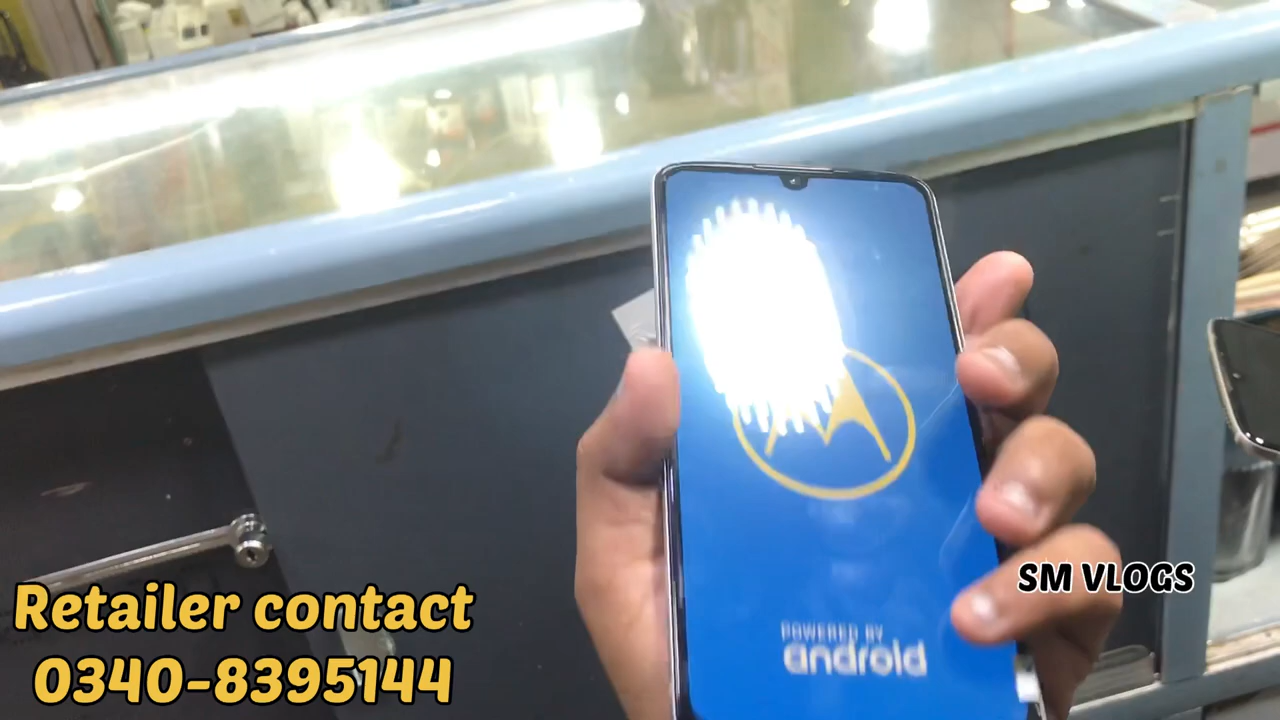 POWERED BY
android
SM VLOGS
Retailer contact
0340-8395144